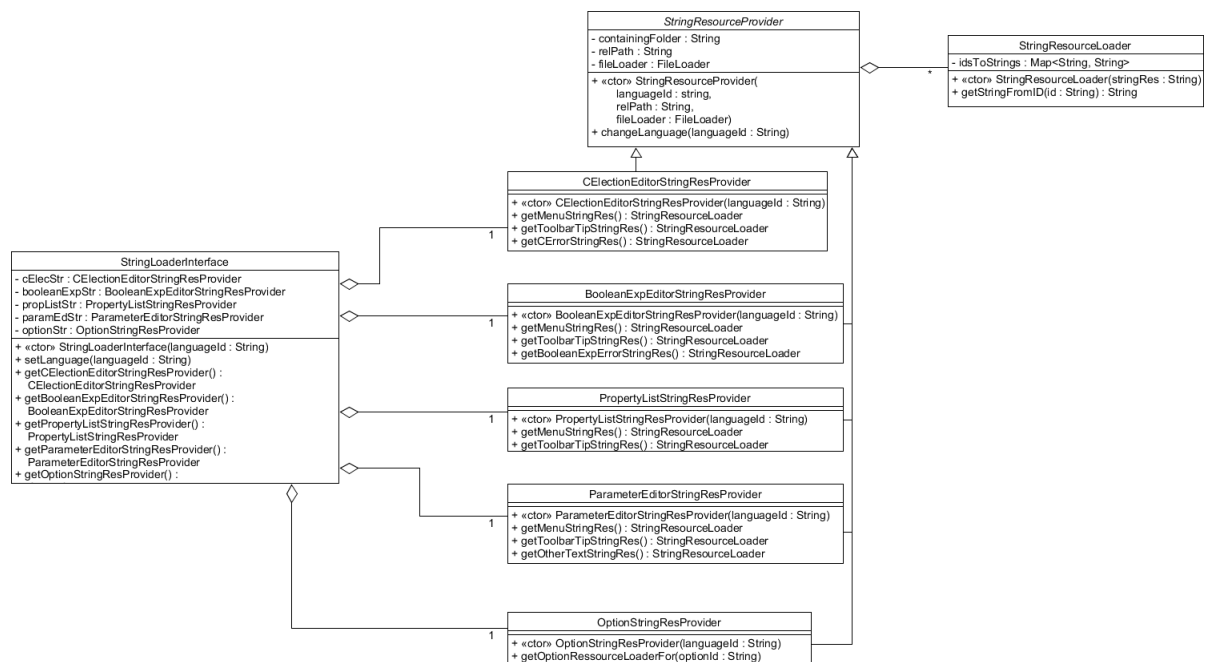 StringResourceProvider
- containingFolder : String
- relPath : String
- fileLoader : FileLoader
+ «ctor» StringResourceProvider(
languageId : string,
relPath : String,
fileLoader : FileLoader)
+ changeLanguage(languageId : String)
*
StringResourceLoader
- idsToStrings : Map<String, String>
+ «ctor» StringResourceLoader(stringRes : String)
+ getStringFromID(id : String) : String
CElectionEditorStringResProvider
+ «ctor» CElectionEditorStringResProvider(languageId : String)
+ getMenuStringRes() : StringResourceLoader
+ getToolbarTipStringRes() : StringResourceLoader
+ getCErrorStringRes() : StringResourceLoader
1
StringLoaderInterface
- cElecStr : CElectionEditorStringResProvider
- booleanExpStr : BooleanExpEditorStringResProvider
- propListStr : PropertyListStringResProvider
- paramEdStr : ParameterEditorStringResProvider
- optionStr : OptionStringResProvider
+ «ctor» StringLoaderInterface(languageId : String)
+ setLanguage(languageId : String)
+ getCElectionEditorStringResProvider() :
CElectionEditorStringResProvider
+ getBooleanExpEditorStringResProvider() :
BooleanExpEditorStringResProvider
+ getPropertyListStringResProvider() :
PropertyListStringResProvider
+ getParameterEditorStringResProvider() :
ParameterEditorStringResProvider
+ getOptionStringResProvider() :
BooleanExpEditorStringResProvider
+ «ctor» BooleanExpEditorStringResProvider(languageId : String)
+ getMenuStringRes() : StringResourceLoader
+ getToolbarTipStringRes() : StringResourceLoader
+ getBooleanExpErrorStringRes() : StringResourceLoader
1
PropertyListStringResProvider
+ «ctor» PropertyListStringResProvider(languageId : String)
+ getMenuStringRes() : StringResourceLoader
+ getToolbarTipStringRes() : StringResourceLoader
1
ParameterEditorStringResProvider
+ «ctor» ParameterEditorStringResProvider(languageId : String)
+ getMenuStringRes() : StringResourceLoader
+ getToolbarTipStringRes() : StringResourceLoader
+ getOtherTextStringRes() : StringResourceLoader
1
OptionStringResProvider
+ «ctor» OptionStringResProvider(languageId : String)
+ getOptionRessourceLoaderFor(optionId : String)
1